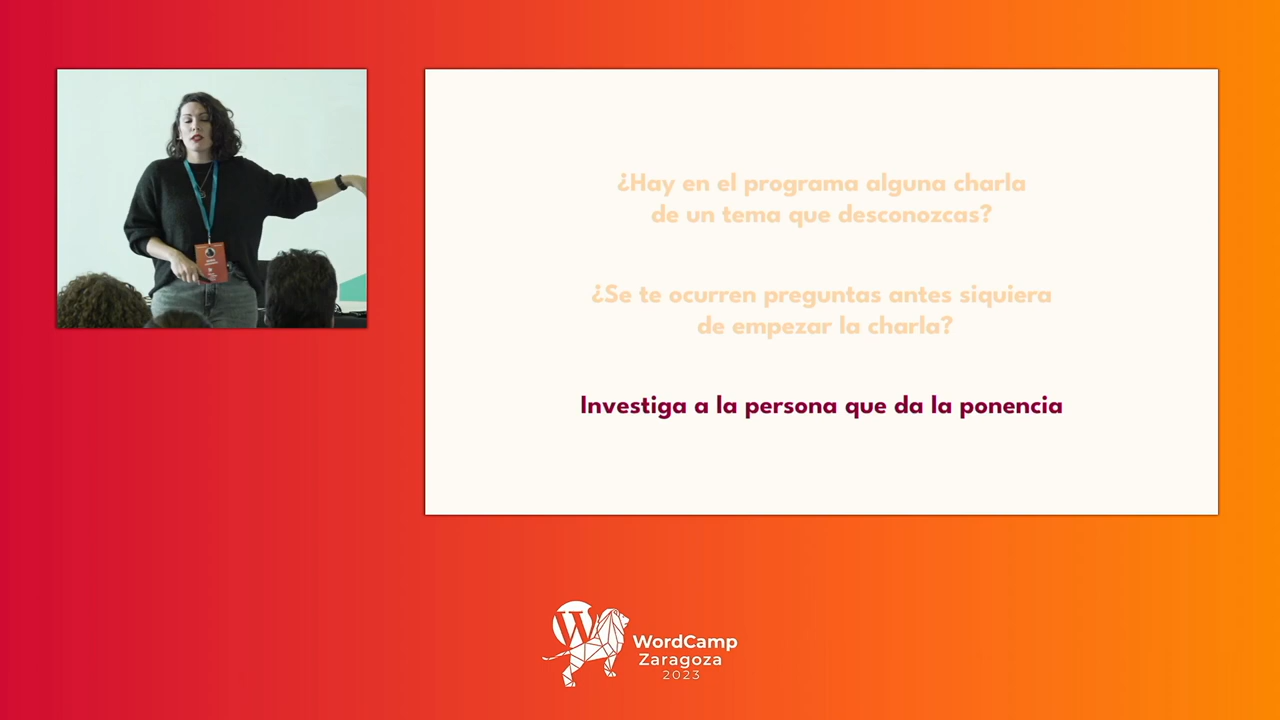 ¿Hay en el programa alguna charla
de un tema que desconozcas?
¿Se te ocurren preguntas antes siquiera
de empezar la charla?
Investiga a la persona que da la ponencia
WordCamp
Zaragoza
2023